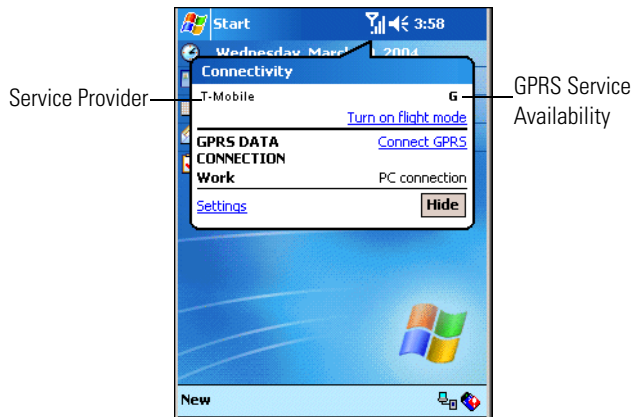 Start 3:58
Wednesday, March
2004
Connectivity
Service Provider
T-Mobile G
GPRS Service
Availability
Turn on flight mode
GPRS DATA
CONNECTION
Connect GPRS
Work PC connection
Settings Hide
New